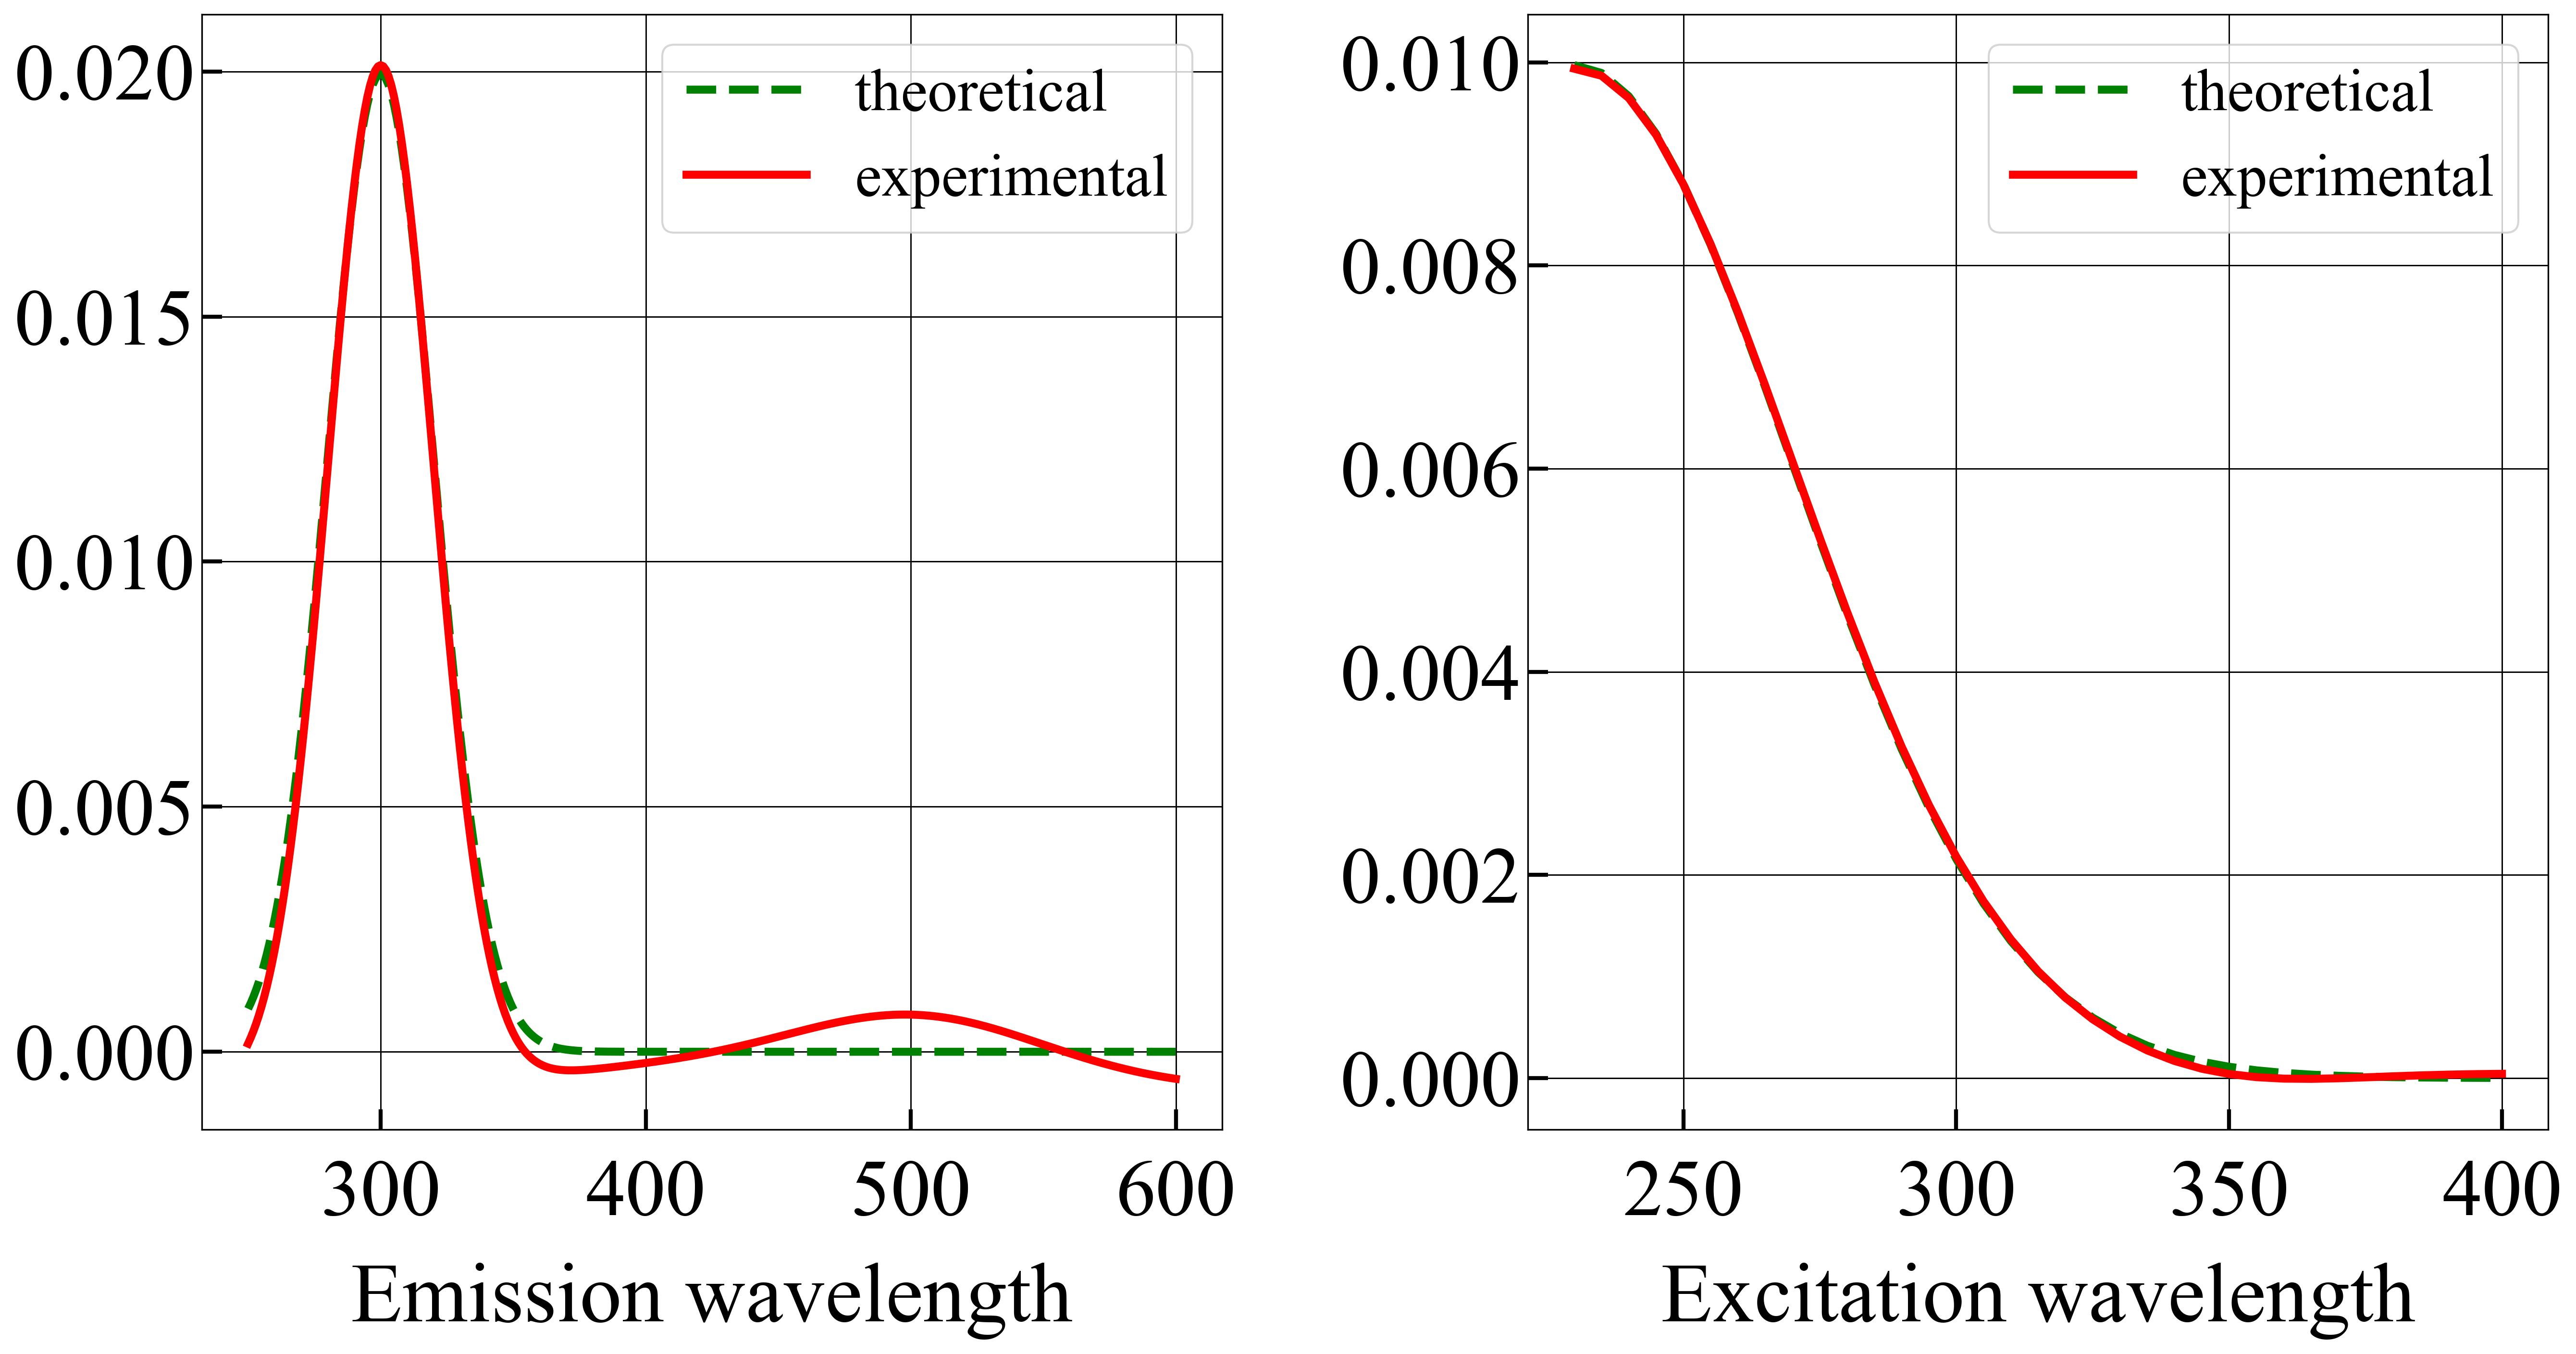 0.020
0.015
0.010
0.005
0.000
300 400 500 600
Emission wavelength
theoretical
experimental
0.010
0.008
0.006
0.004
0.002
0.000
250 300 350 400
Excitation wavelength
theoretical
experimental